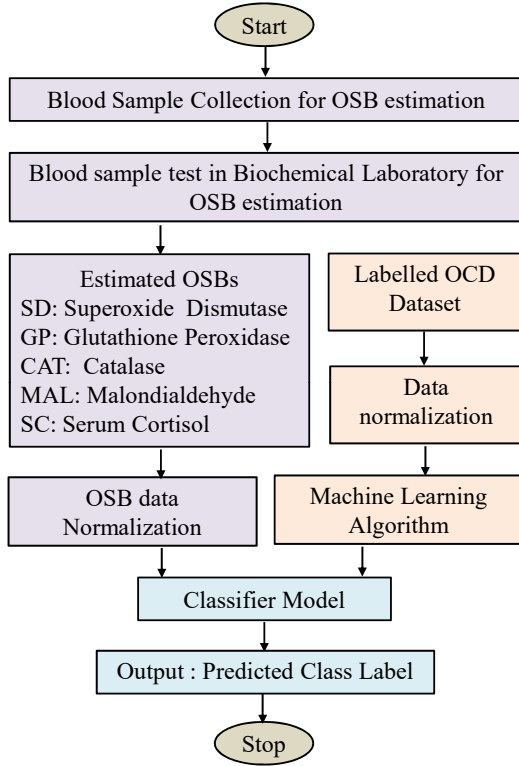 Start
Blood Sample Collection for OSB estimation
Blood sample test in Biochemical Laboratory for
OSB estimation
Estimated OSBs
SD: Superoxide Dismutase
GP: Glutathione Peroxidase
CAT: Catalase
MAL: Malondialdehyde
SC: Serum Cortisol
Labelled OCD
Dataset
Data
normalization
OSB data
Normalization
Machine Learning
Algorithm
Classifier Model
Output : Predicted Class Label
Stop